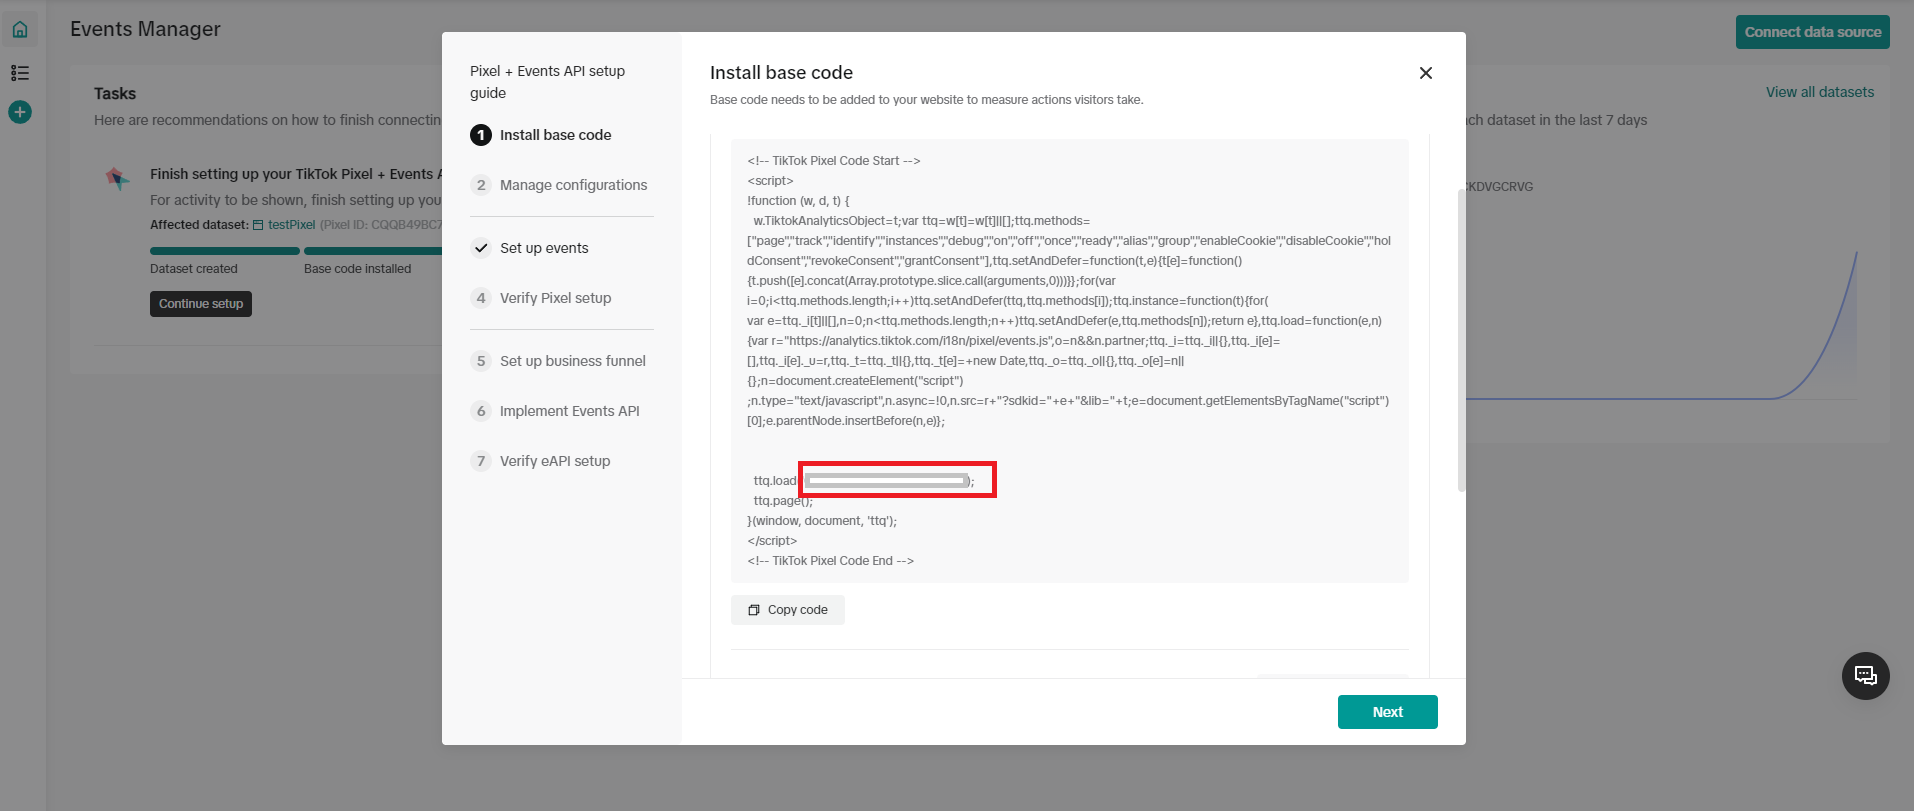 Events Manager
Connect data source
Tasks
Here are recommendations on how to finish connectin
Finish setting up your TikTok Pixel + Events A
For activity to be shown, finish setting up you
Affected dataset: testPixel (Pixel ID: CQQB49BC7
Dataset created
Base code installed
Continue setup
Pixel + Events API setup
guide
1 Install base code
2 Manage configurations
Set up events
4 Verify Pixel setup
5 Set up business funnel
6 Implement Events API
7 Verify eAPI setup
Install base code
Base code needs to be added to your website to measure actions visitors take.
<!-- TikTok Pixel Code Start -->
<script>
!function (w, d, t) {
w.TiktokAnalyticsObject=t;var ttq=w[t]=w[t]||[];ttq.methods=
["page","track","identify","instances","debug","on","off","once","ready","alias","group","enableCookie","disableCookie","hol
dConsent","revokeConsent","grantConsent"],ttq.setAndDefer=function(t,e){t[e]=function()
{t.push([e].concat(Array.prototype.slice.call(arguments,0)))}};for(var
i=0;i<ttq.methods.length;i++)ttq.setAndDefer(ttq,ttq.methods[i]);ttq.instance=function(t){for(
var e=ttq._i[t]||[],n=0;n<ttq.methods.length;n++)ttq.setAndDefer(e,ttq.methods[n]);return e},ttq.load=function(e,n)
{var r="https://analytics.tiktok.com/i18n/pixel/events.js",o=n&&n.partner;ttq._i=ttq._i||{},ttq._i[e]=
[],ttq._i[e]._u=r,ttq._t=ttq._t||{},ttq._t[e]=+new Date,ttq._o=ttq._o||{},ttq._o[e]=n||
{};n=document.createElement("script")
;n.type="text/javascript",n.async=!0,n.src=r+"?sdkid="+e+"&lib="+t;e=document.getElementsByTagName("script")
[0];e.parentNode.insertBefore(n,e)};
ttq.load( );
ttq.page();
}(window, document, 'ttq');
</script>
<!-- TikTok Pixel Code End -->
Copy code
Next
View all datasets
ch dataset in the last 7 days
CKDVGCRVG